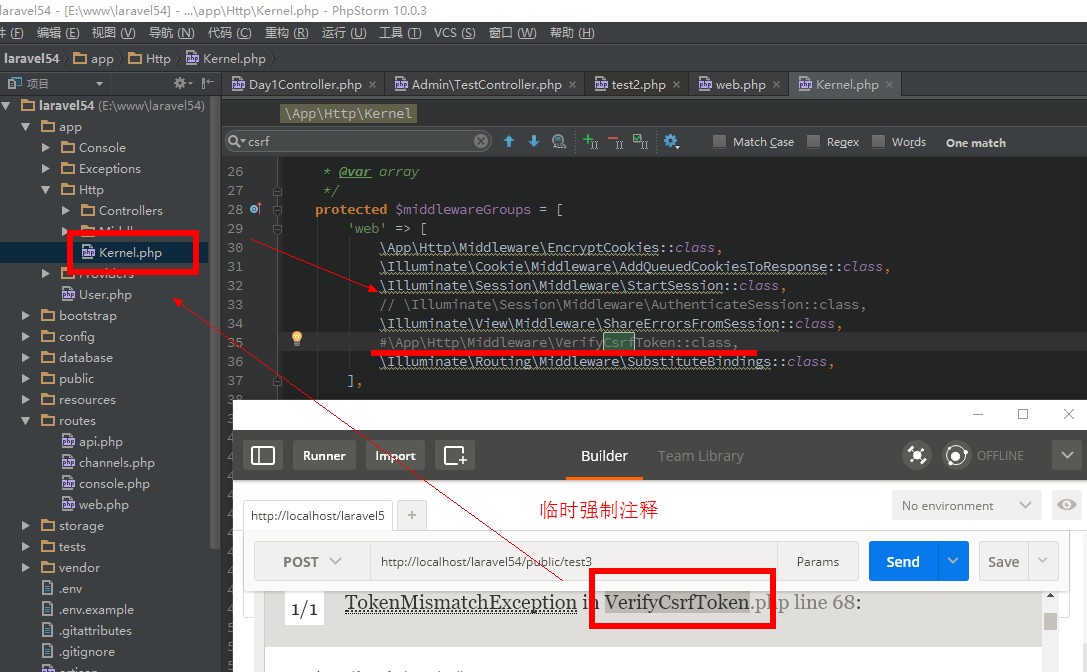 laravel54 - [E:\www\laravel54] - ...\app\Http\Kernel.php - PhpStorm 10.0.3
件 (F) 编辑 (E) 视图 (V) 导航 (N) 代码 (C) 重构 (R) 运行 (U) 工具 (T) VCS (S) 窗口 (W) 帮助 (H)
laravel54 app Http Kernel.php
项目
Day1Controller.php × Admin\TestController.php × test2.php × web.php × Kernel.php ×
laravel54 (E:\www\laravel54)
app
Console
Exceptions
Http
Controllers
Kernel.php
Providers
User.php
bootstrap
config
database
public
resources
routes
api.php
channels.php
console.php
web.php
storage
tests
vendor
.env
.env.example
.gitattributes
.gitignore
artisan
\App\Http\Kernel
csrf
Match Case Regex Words One match
26 * @var array
27 */
28 protected $middlewareGroups = [
29 'web' => [
30 \App\Http\Middleware\EncryptCookies::class,
31 \Illuminate\Cookie\Middleware\AddQueuedCookiesToResponse::class,
32 \Illuminate\Session\Middleware\StartSession::class,
33 // \Illuminate\Session\Middleware\AuthenticateSession::class,
34 \Illuminate\View\Middleware\ShareErrorsFromSession::class,
35 #\App\Http\Middleware\VerifyCsrfToken::class,
36 \Illuminate\Routing\Middleware\SubstituteBindings::class,
37 ],
Runner Import Builder Team Library OFFLINE
临时强制注释
http://localhost/laravel5 + No environment
POST http://localhost/laravel54/public/test3 Params Send Save
1/1 TokenMismatchException in VerifyCsrfToken.php line 68: